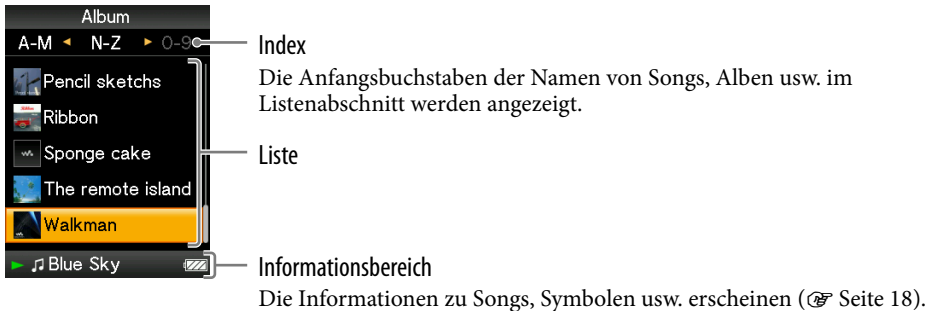 Album
A-M ◄ N-Z ► 0-9
Index
Die Anfangsbuchstaben der Namen von Songs, Alben usw. im
Listenabschnitt werden angezeigt.
Pencil sketchs
Ribbon
Sponge cake
Liste
The remote island
Walkman
Blue Sky
Informationsbereich
Die Informationen zu Songs, Symbolen usw. erscheinen (☞ Seite 18).